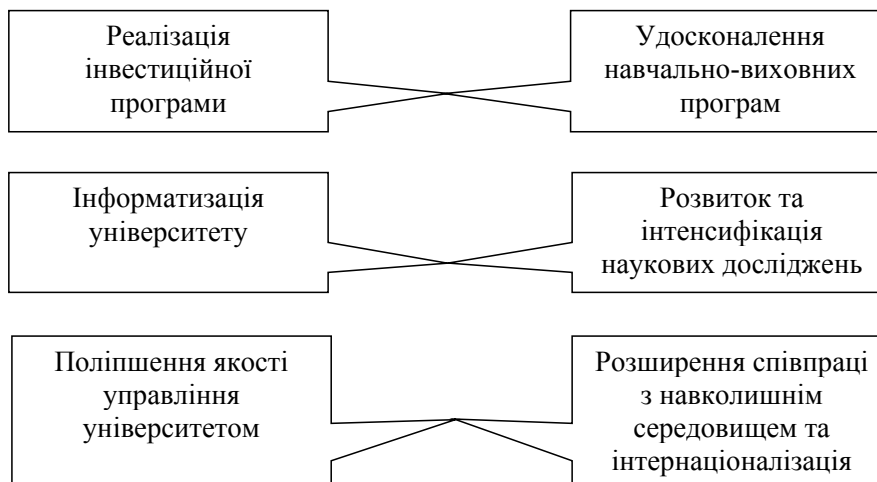 Реалізація
інвестиційної
програми
Удосконалення
навчально-виховних
програм
Інформатизація
університету
Розвиток та
інтенсифікація
наукових досліджень
Поліпшення якості
управління
університетом
Розширення співпраці
з навколишнім
середовищем та
інтернаціоналізація